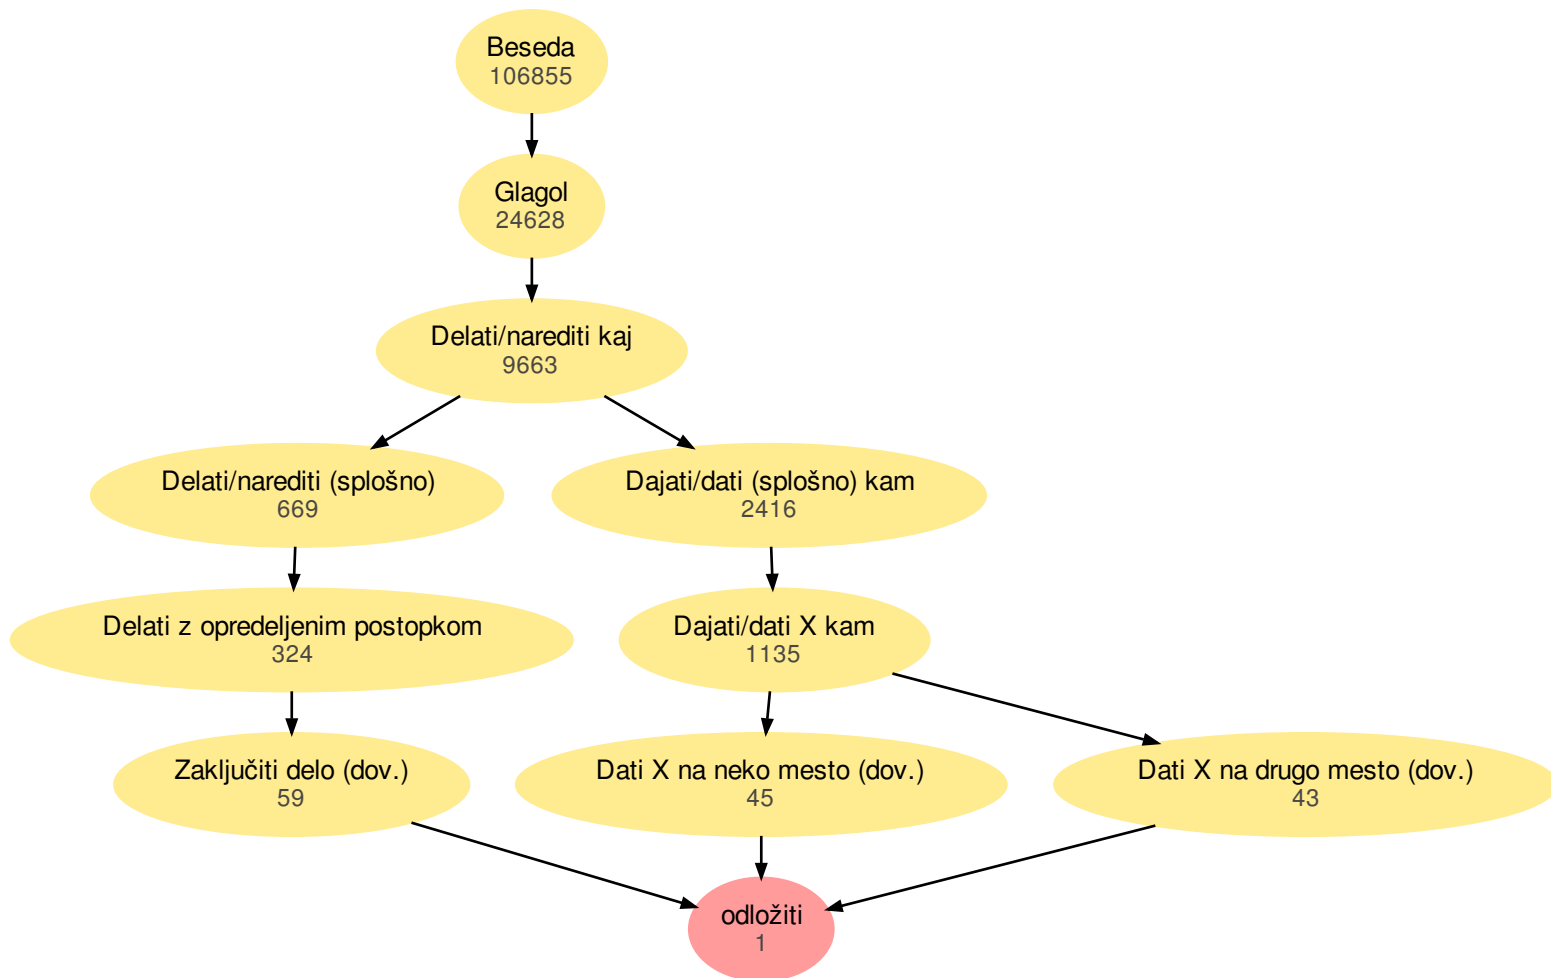 Beseda
106855
Glagol
24628
Delati/narediti kaj
9663
Delati/narediti (splošno)
669
Dajati/dati (splošno) kam
2416
Delati z opredeljenim postopkom
324
Dajati/dati X kam
1135
Zaključiti delo (dov.)
59
Dati X na neko mesto (dov.)
45
Dati X na drugo mesto (dov.)
43
odložiti
1